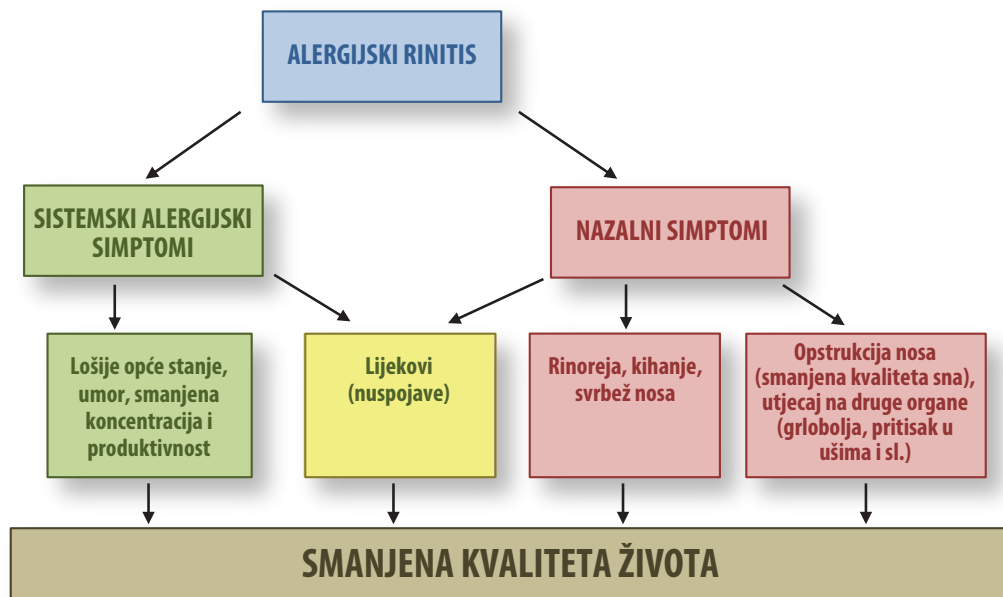 ALERGIJSKI RINITIS
SISTEMSKI ALERGIJSKI
SIMPTOMI
NAZALNI SIMPTOMI
Lošije opće stanje,
umor, smanjena
koncentracija i
produktivnost
Lijekovi
(nuspojave)
Rinoreja, kihanje,
svrbež nosa
Opstrukcija nosa
(smanjena kvaliteta sna),
utjecaj na druge organe
(grlobolja, pritisak u
ušima i sl.)
SMANJENA KVALITETA ŽIVOTA